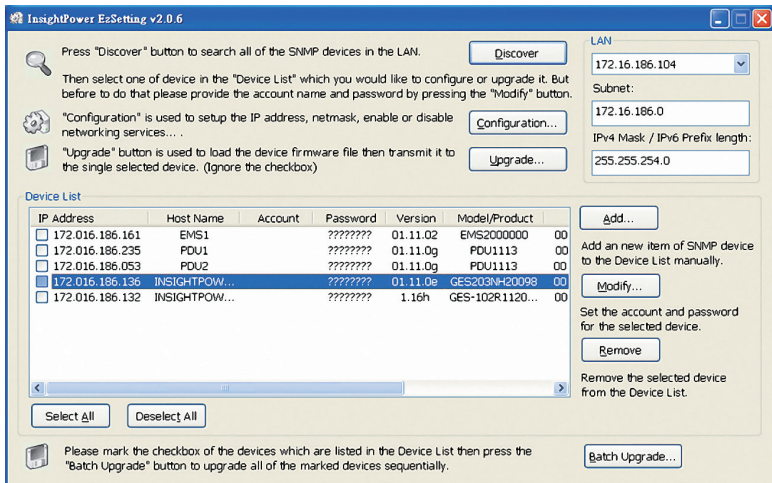 InsightPower EzSetting v2.0.6
Press "Discover" button to search all of the SNMP devices in the LAN.
Discover
Then select one of device in the "Device List" which you would like to configure or upgrade it. But
before to do that please provide the account name and password by pressing the "Modify" button.
"Configuration" is used to setup the IP address, netmask, enable or disable
networking services... .
Configuration...
"Upgrade" button is used to load the device firmware file then transmit it to
the single selected device. (Ignore the checkbox)
Upgrade...
LAN
172.16.186.104
Subnet:
172.16.186.0
IPv4 Mask / IPv6 Prefix length:
255.255.254.0
Device List
IP Address Host Name Account Password Version Model/Product
172.016.186.161 EMS1 ???????? 01.11.02 EMS2000000 00
172.016.186.235 PDU1 ???????? 01.11.0g PDU1113 00
172.016.186.053 PDU2 ???????? 01.11.0g PDU1113 00
172.016.186.136 INSIGHTPOW... ???????? 01.11.0e GES203NH20098 00
172.016.186.132 INSIGHTPOW... ???????? 1.16h GES-102R1120... 00
Add...
Add an new item of SNMP device
to the Device List manually.
Modify...
Set the account and password
for the selected device.
Remove
Remove the selected device
from the Device List.
Select All
Deselect All
Please mark the checkbox of the devices which are listed in the Device List then press the
"Batch Upgrade" button to upgrade all of the marked devices sequentially.
Batch Upgrade...